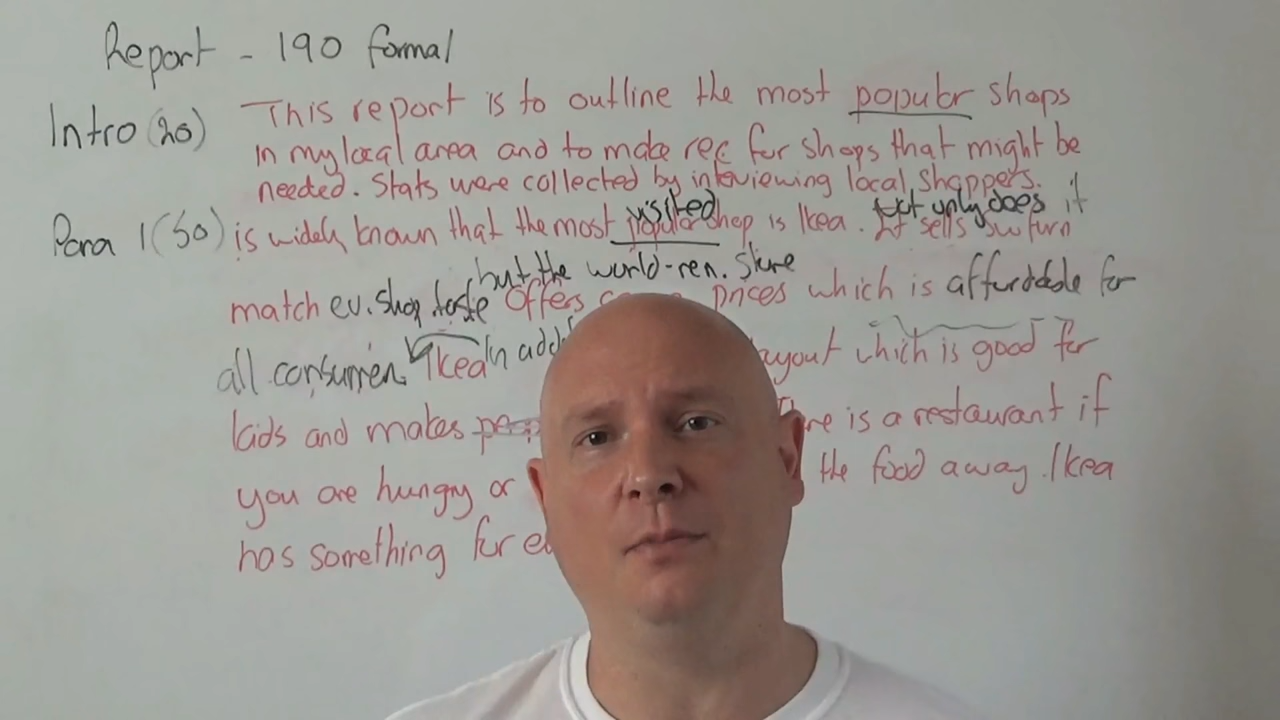 Report - 190 formal
Intro (20) This report is to outline the most popular shops
in my local area and to make rec for shops that might be
needed. Stats were collected by interviewing local shoppers.
visited not only does it
Para 1 (50) is widely known that the most popular shop is Ikea. It sells furn
but the world-ren. store
match ev. shop. taste offers prices which is affordable for
all consumers. Ikea In add layout which is good for
kids and makes is a restaurant if
you are hungry or the food away. Ikea
has something for